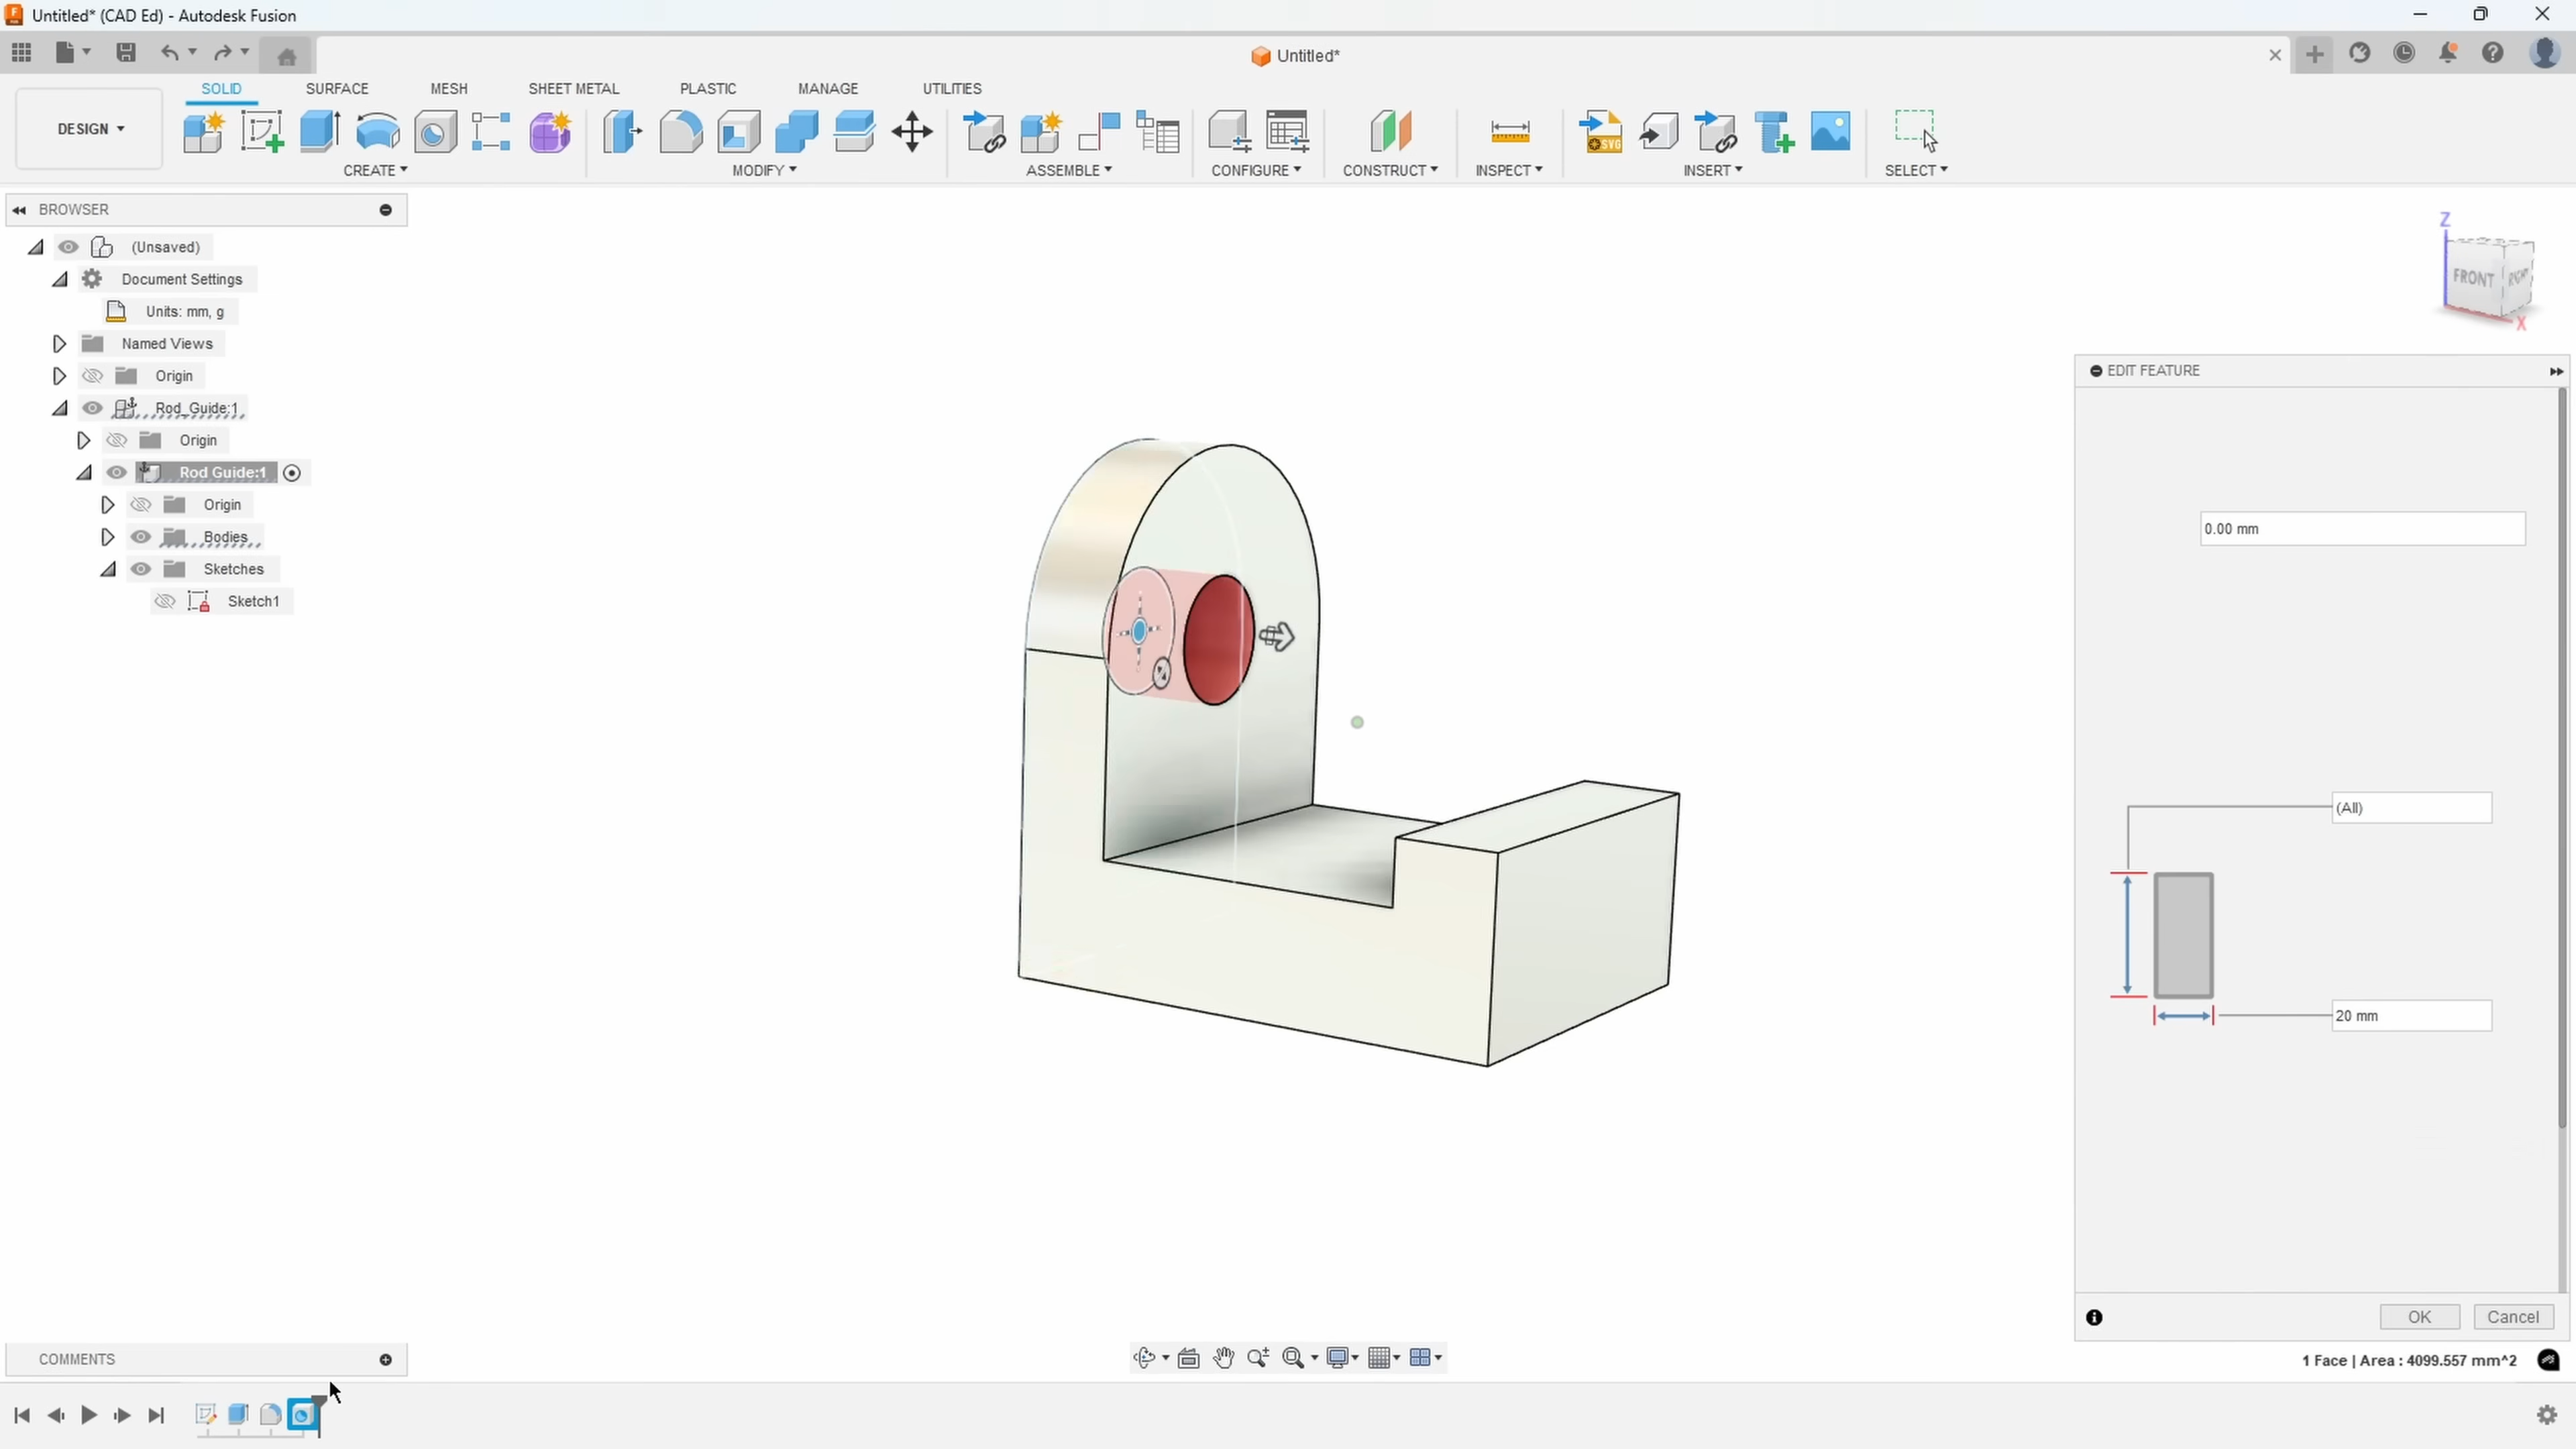 Untitled* (CAD Ed) - Autodesk Fusion
Untitled*
SOLID SURFACE MESH SHEET METAL PLASTIC MANAGE UTILITIES
DESIGN
SVG
CREATE MODIFY ASSEMBLE CONFIGURE CONSTRUCT INSPECT INSERT SELECT
BROWSER
(Unsaved)
Document Settings
Units: mm, g
Named Views
Origin
Rod_Guide:1
Origin
Rod Guide:1
Origin
Bodies
Sketches
Sketch1
Z
FRONT RIGHT
X
EDIT FEATURE
0.00 mm
(All)
20 mm
OK Cancel
COMMENTS
1 Face | Area : 4099.557 mm^2